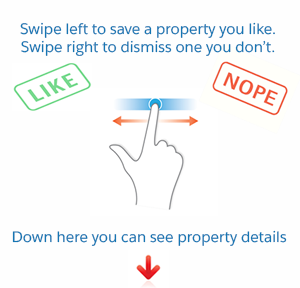 Swipe left to save a property you like.
Swipe right to dismiss one you don't.
LIKE
NOPE
Down here you can see property details